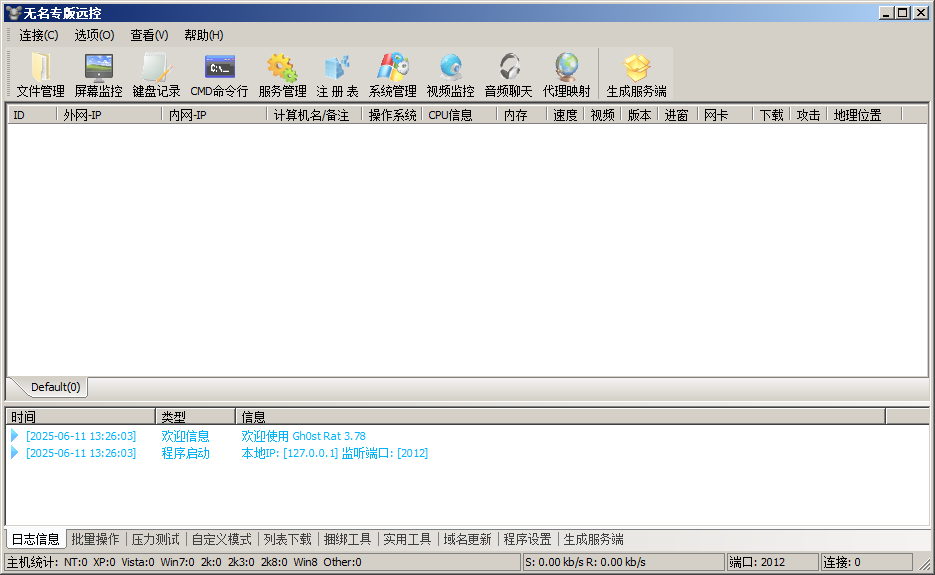 无名专版远控
连接(C) 选项(O) 查看(V) 帮助(H)
C:\_
文件管理 屏幕监控 键盘记录 CMD命令行 服务管理 注 册 表 系统管理 视频监控 音频聊天 代理映射 生成服务端
ID 外网-IP 内网-IP 计算机名/备注 操作系统 CPU信息 内存 速度 视频 版本 进窗 网卡 下载 攻击 地理位置
Default(0)
时间 类型 信息
[2025-06-11 13:26:03] 欢迎信息 欢迎使用 Gh0st Rat 3.78
[2025-06-11 13:26:03] 程序启动 本地IP: [127.0.0.1] 监听端口: [2012]
日志信息 批量操作 压力测试 自定义模式 列表下载 捆绑工具 实用工具 域名更新 程序设置 生成服务端
主机统计: NT:0 XP:0 Vista:0 Win7:0 2k:0 2k3:0 2k8:0 Win8 Other:0 S: 0.00 kb/s R: 0.00 kb/s 端口: 2012 连接: 0